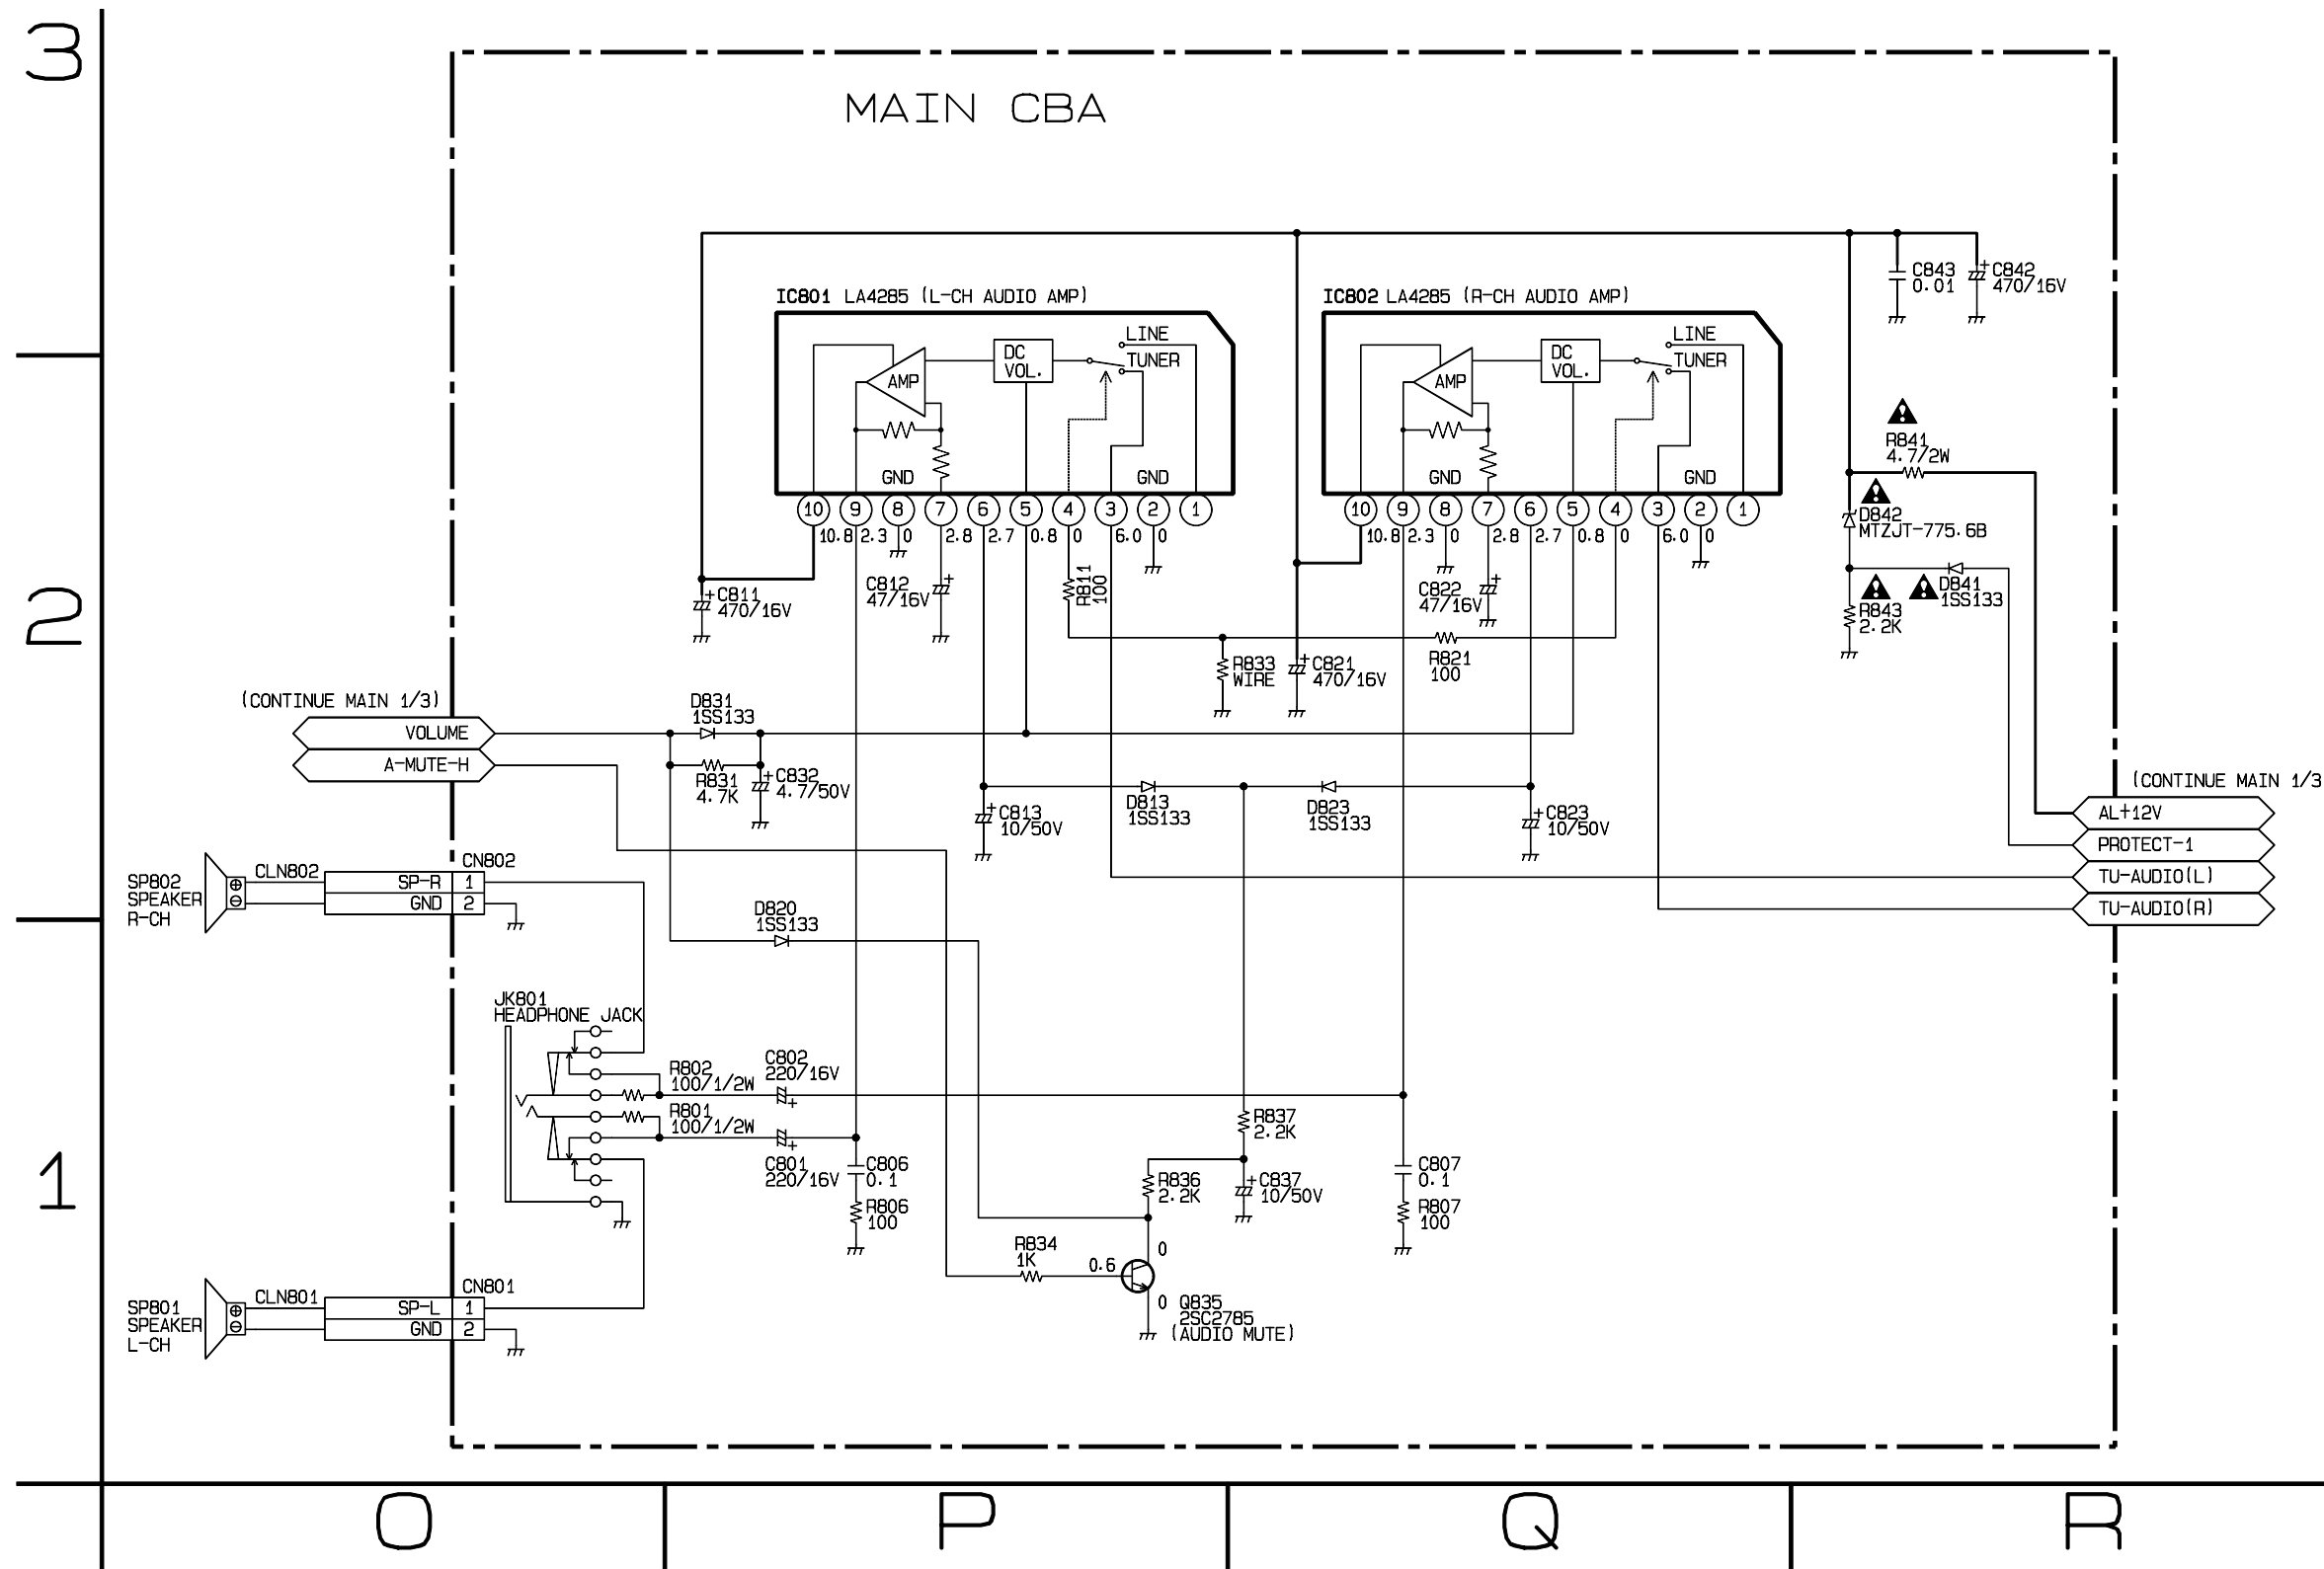 3
MAIN CBA
C843
0.01
+ C842
470/16V
IC801 LA4285 (L-CH AUDIO AMP)
IC802 LA4285 (R-CH AUDIO AMP)
LINE
DC
VOL.
TUNER
AMP
GND
GND
LINE
DC
VOL.
TUNER
AMP
GND
GND
R841
4.7/2W
10 9 8 7 6 5 4 3 2 1
10 9 8 7 6 5 4 3 2 1
10.8 2.3 0 2.8 2.7 0.8 0 6.0 0
10.8 2.3 0 2.8 2.7 0.8 0 6.0 0
D842
MTZJT-775.6B
2
+ C811
470/16V
C812 +
47/16V
R811
100
C822 +
47/16V
R843
2.2K
D841
1SS133
R833
WIRE
+ C821
470/16V
R821
100
(CONTINUE MAIN 1/3)
VOLUME
A-MUTE-H
D831
1SS133
R831
4.7K
+ C832
4.7/50V
+ C813
10/50V
D813
1SS133
D823
1SS133
+ C823
10/50V
(CONTINUE MAIN 1/3
AL+12V
PROTECT-1
TU-AUDIO(L)
TU-AUDIO(R)
SP802
SPEAKER
R-CH
CLN802
CN802
SP-R 1
GND 2
D820
1SS133
JK801
HEADPHONE JACK
R802
100/1/2W
C802
220/16V
+
R801
100/1/2W
+
C801
220/16V
C806
0.1
R806
100
R837
2.2K
R836
2.2K
+ C837
10/50V
C807
0.1
R807
100
1
R834
1K
0.6
0
0
Q835
2SC2785
(AUDIO MUTE)
SP801
SPEAKER
L-CH
CLN801
CN801
SP-L 1
GND 2
O P Q R